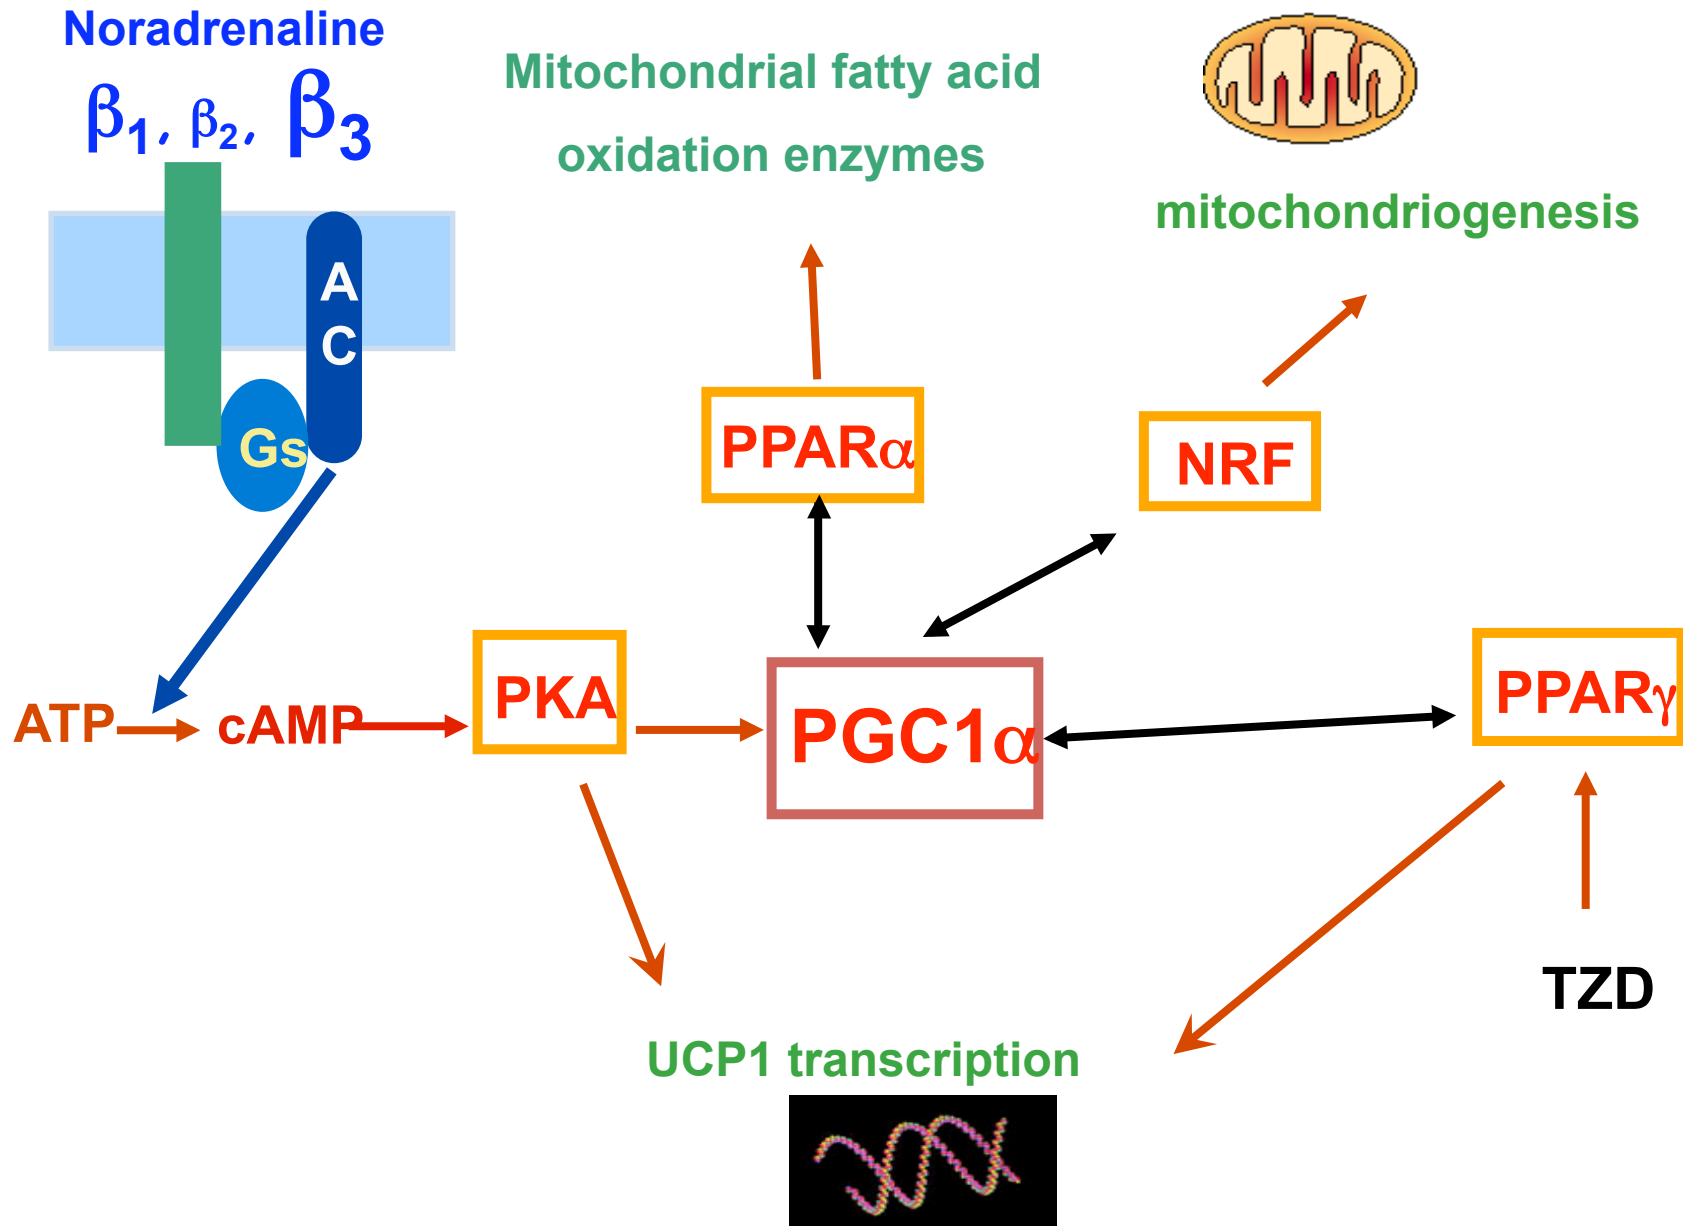 Noradrenaline
β1, β2, β3
Mitochondrial fatty acid
oxidation enzymes
mitochondriogenesis
A
C
Gs
PPARα
NRF
ATP
cAMP
PKA
PGC1α
PPARγ
TZD
UCP1 transcription